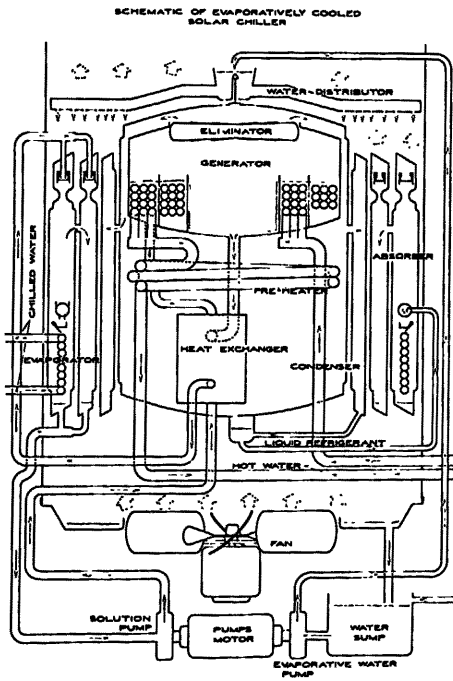 SCHEMATIC OF EVAPORATIVELY COOLED
SOLAR CHILLER
WATER-DISTRIBUTOR
ELIMINATOR
GENERATOR
ABSORBER
CHILLED WATER
PRE-HEATER
HEAT EXCHANGER
EVAPORATOR
CONDENSER
LIQUID REFRIGERANT
HOT WATER
FAN
SOLUTION
PUMP
PUMPS
MOTOR
WATER
SUMP
EVAPORATIVE WATER
PUMP